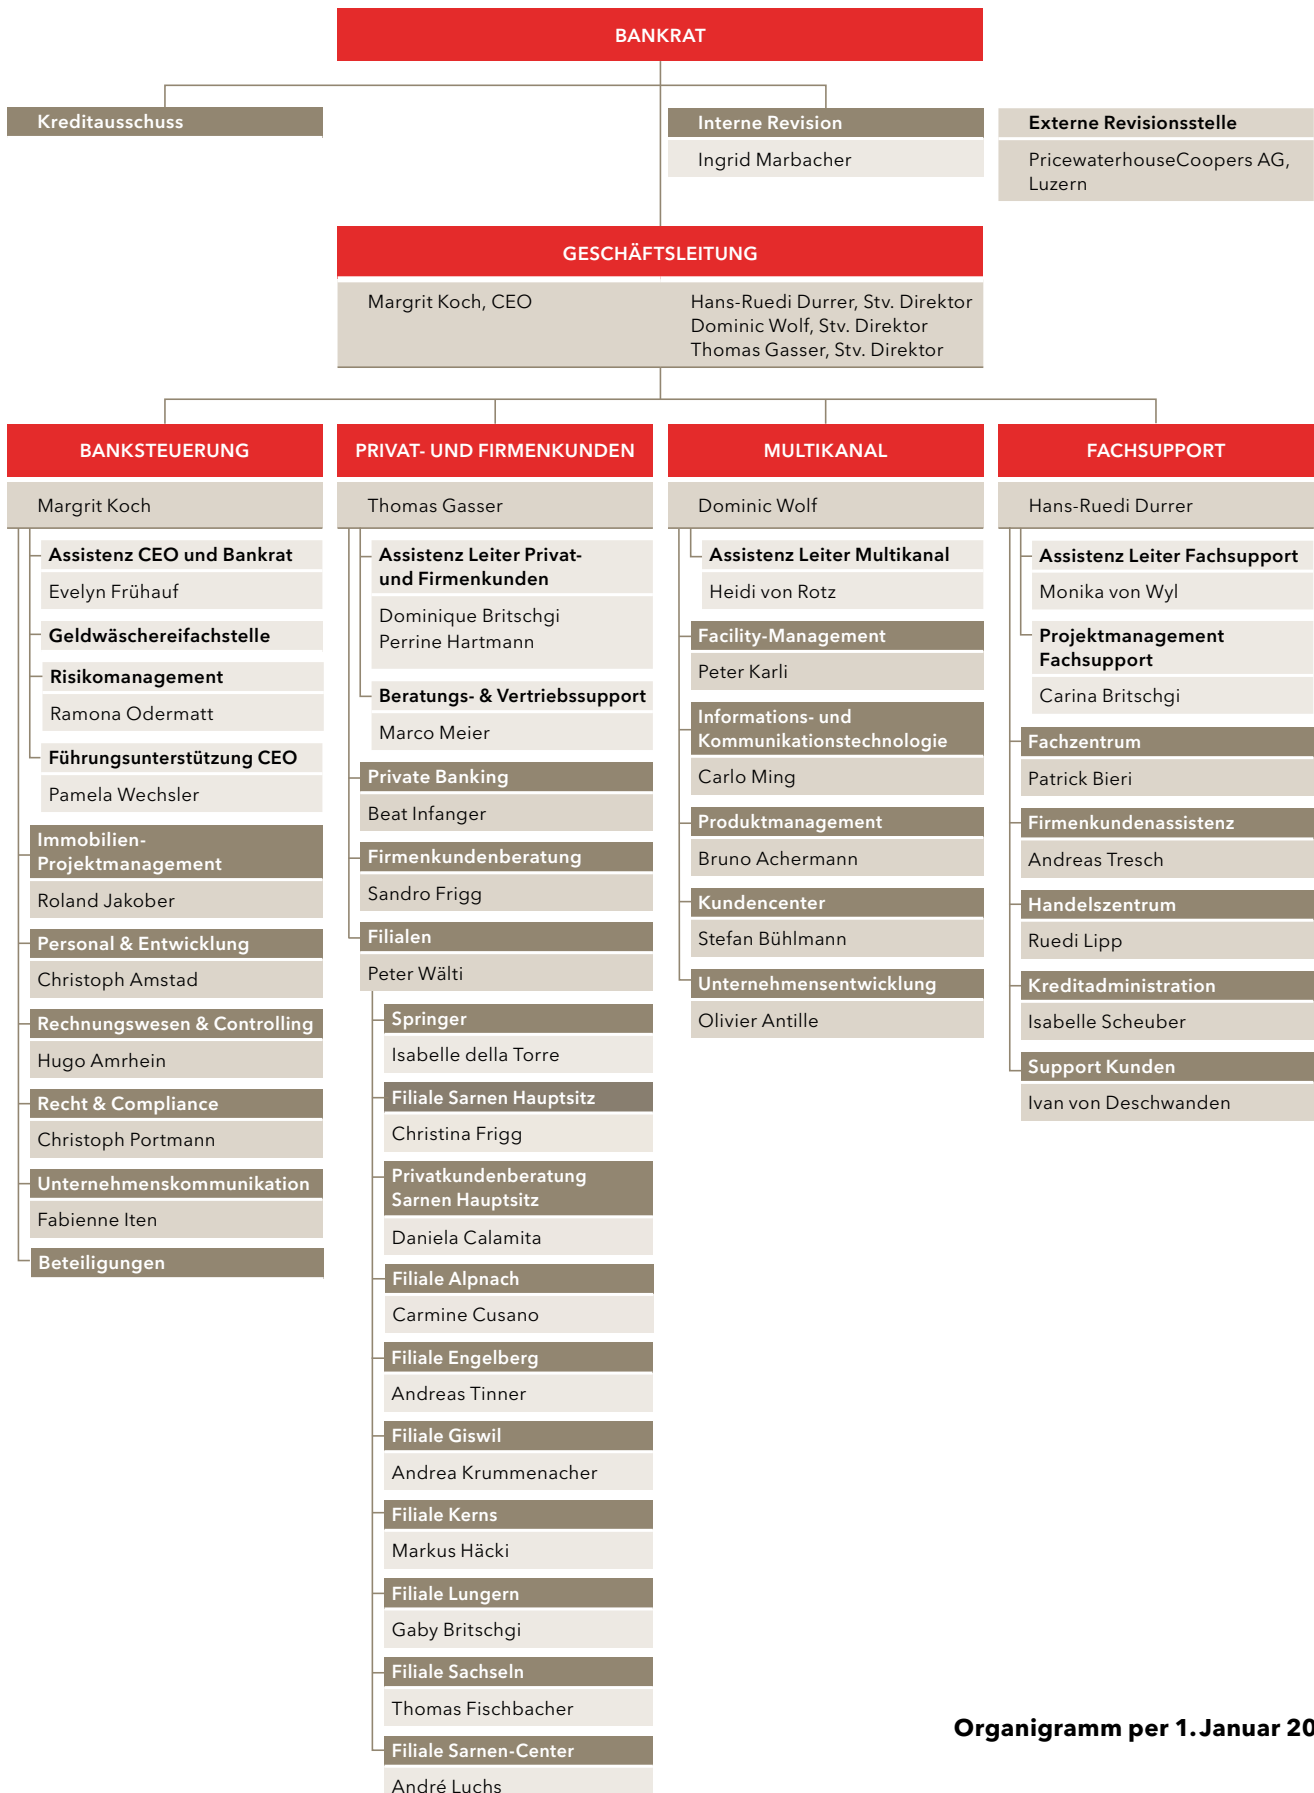 BANKRAT
Kreditausschuss
Interne Revision
Ingrid Marbacher
Externe Revisionsstelle
PricewaterhouseCoopers AG,
Luzern
GESCHÄFTSLEITUNG
Margrit Koch, CEO
Hans-Ruedi Durrer, Stv. Direktor
Dominic Wolf, Stv. Direktor
Thomas Gasser, Stv. Direktor
BANKSTEUERUNG
Margrit Koch
Assistenz CEO und Bankrat
Evelyn Frühauf
Geldwäschereifachstelle
Risikomanagement
Ramona Odermatt
Führungsunterstützung CEO
Pamela Wechsler
Immobilien-
Projektmanagement
Roland Jakober
Personal & Entwicklung
Christoph Amstad
Rechnungswesen & Controlling
Hugo Amrhein
Recht & Compliance
Christoph Portmann
Unternehmenskommunikation
Fabienne Iten
Beteiligungen
PRIVAT- UND FIRMENKUNDEN
Thomas Gasser
Assistenz Leiter Privat-
und Firmenkunden
Dominique Britschgi
Perrine Hartmann
Beratungs- & Vertriebssupport
Marco Meier
Private Banking
Beat Infanger
Firmenkundenberatung
Sandro Frigg
Filialen
Peter Wälti
Springer
Isabelle della Torre
Filiale Sarnen Hauptsitz
Christina Frigg
Privatkundenberatung
Sarnen Hauptsitz
Daniela Calamita
Filiale Alpnach
Carmine Cusano
Filiale Engelberg
Andreas Tinner
Filiale Giswil
Andrea Krummenacher
Filiale Kerns
Markus Häcki
Filiale Lungern
Gaby Britschgi
Filiale Sachseln
Thomas Fischbacher
Filiale Sarnen-Center
André Luchs
MULTIKANAL
Dominic Wolf
Assistenz Leiter Multikanal
Heidi von Rotz
Facility-Management
Peter Karli
Informations- und
Kommunikationstechnologie
Carlo Ming
Produktmanagement
Bruno Achermann
Kundencenter
Stefan Bühlmann
Unternehmensentwicklung
Olivier Antille
FACHSUPPORT
Hans-Ruedi Durrer
Assistenz Leiter Fachsupport
Monika von Wyl
Projektmanagement
Fachsupport
Carina Britschgi
Fachzentrum
Patrick Bieri
Firmenkundenassistenz
Andreas Tresch
Handelszentrum
Ruedi Lipp
Kreditadministration
Isabelle Scheuber
Support Kunden
Ivan von Deschwanden
Organigramm per 1. Januar 20